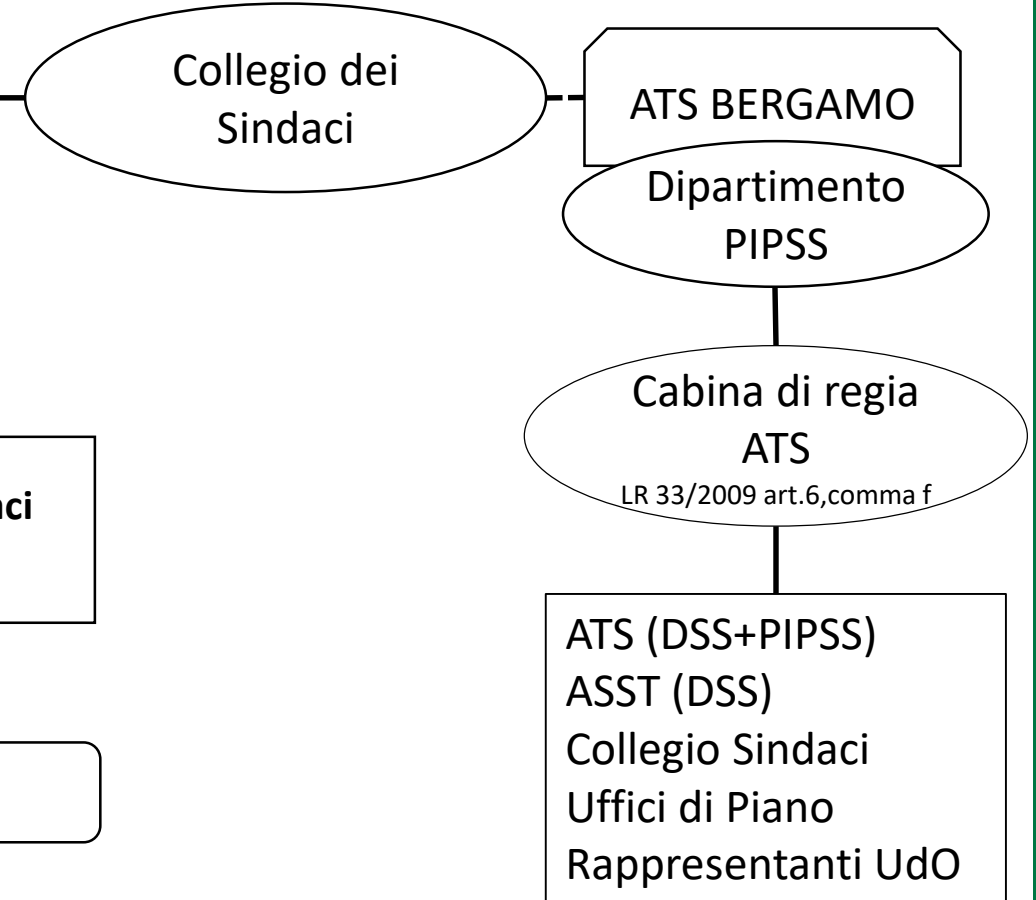 Collegio dei
Sindaci
ATS BERGAMO
Dipartimento
PIPSS
Cabina di regia
ATS
LR 33/2009 art.6,comma f
ATS (DSS+PIPSS)
ASST (DSS)
Collegio Sindaci
Uffici di Piano
Rappresentanti UdO